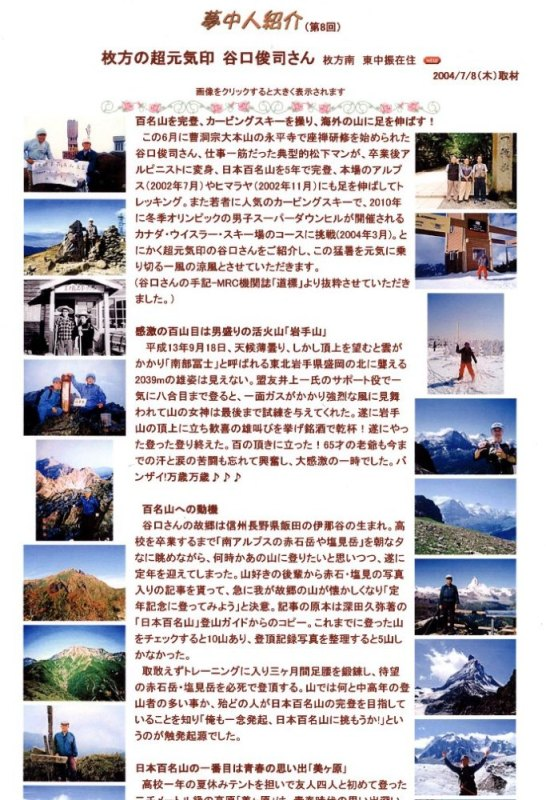 夢中人紹介(第8回)
枚方の超元気印 谷口俊司さん 枚方南 東中振在住
2004/7/8(木)取材
画像をクリックすると大きく表示されます
百名山を完登、カービングスキーを操り、海外の山に足を伸ばす!
この6月に曹洞宗大本山の永平寺で座禅研修を始められた
谷口俊司さん、仕事一筋だった典型的松下マンが、卒業後ア
ルピニストに変身、日本百名山を5年で完登、本場のアルプ
ス(2002年7月)やヒマラヤ(2002年11月)にも足を伸ばしてト
レッキング。また若者に人気のカービングスキーで、2010年
に冬季オリンピックの男子スーパーダウンヒルが開催される
カナダ・ウイスラー・スキー場のコースに挑戦(2004年3月)。と
にかく超元気印の谷口さんをご紹介し、この猛暑を元気に乗
り切る一風の涼風とさせていただきます。
(谷口さんの手記-MRC機関誌「道標」より抜粋させていただ
きました。)
感激の百山目は男盛りの活火山「岩手山」
平成13年9月18日、天候薄曇り、しかし頂上を望むと雲が
かかり「南部富士」と呼ばれる東北岩手県盛岡の北に聳える
2039mの雄姿は見えない。盟友井上一氏のサポート役で一
気に八合目まで登ると、一面ガスがかかり強烈な風に見舞
われて山の女神は最後まで試練を与えてくれた。遂に岩手
山の頂上に立ち歓喜の雄叫びを挙げ銘酒で乾杯!遂にやっ
た登った登り終えた。百の頂きに立った!65才の老爺も今ま
での汗と涙の苦闘も忘れて興奮し、大感激の一時でした。バ
ンザイ!万歳万歳♪♪♪
百名山への動機
谷口さんの故郷は信州長野県飯田の伊那谷の生まれ。高
校を卒業するまで「南アルプスの赤石岳や塩見岳」を朝な夕
なに眺めながら、何時かあの山に登りたいと思いつつ、遂に
定年を迎えてしまった。山好きの後輩から赤石・塩見の写真
入りの記事を貰って、急に我が故郷の山が懐かしくなり「定
年記念に登ってみよう」と決意。記事の原本は深田久弥著の
「日本百名山」登山ガイドからのコピー。これまでに登った山
をチェックすると10山あり、登頂記録写真を整理すると5山し
かなかった。
取敢えずトレーニングに入り三ヶ月間足腰を鍛錬し、待望
の赤石岳・塩見岳を必死で登頂する。山では何と中高年の登
山者の多い事か、殆どの人が日本百名山の完登を目指して
いることを知り「俺も一念発起、日本百名山に挑もうか!」とい
うのが触発起源でした。
日本百名山の一番目は青春の思い出「美ヶ原」
高校一年の夏休みテントを担いで友人四人と初めて登った